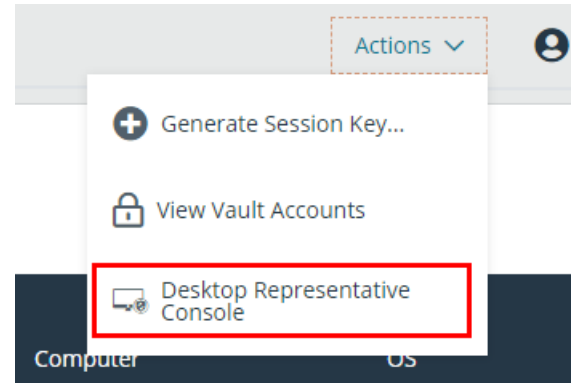 Actions
Generate Session Key...
View Vault Accounts
Desktop Representative
Console
Computer OS